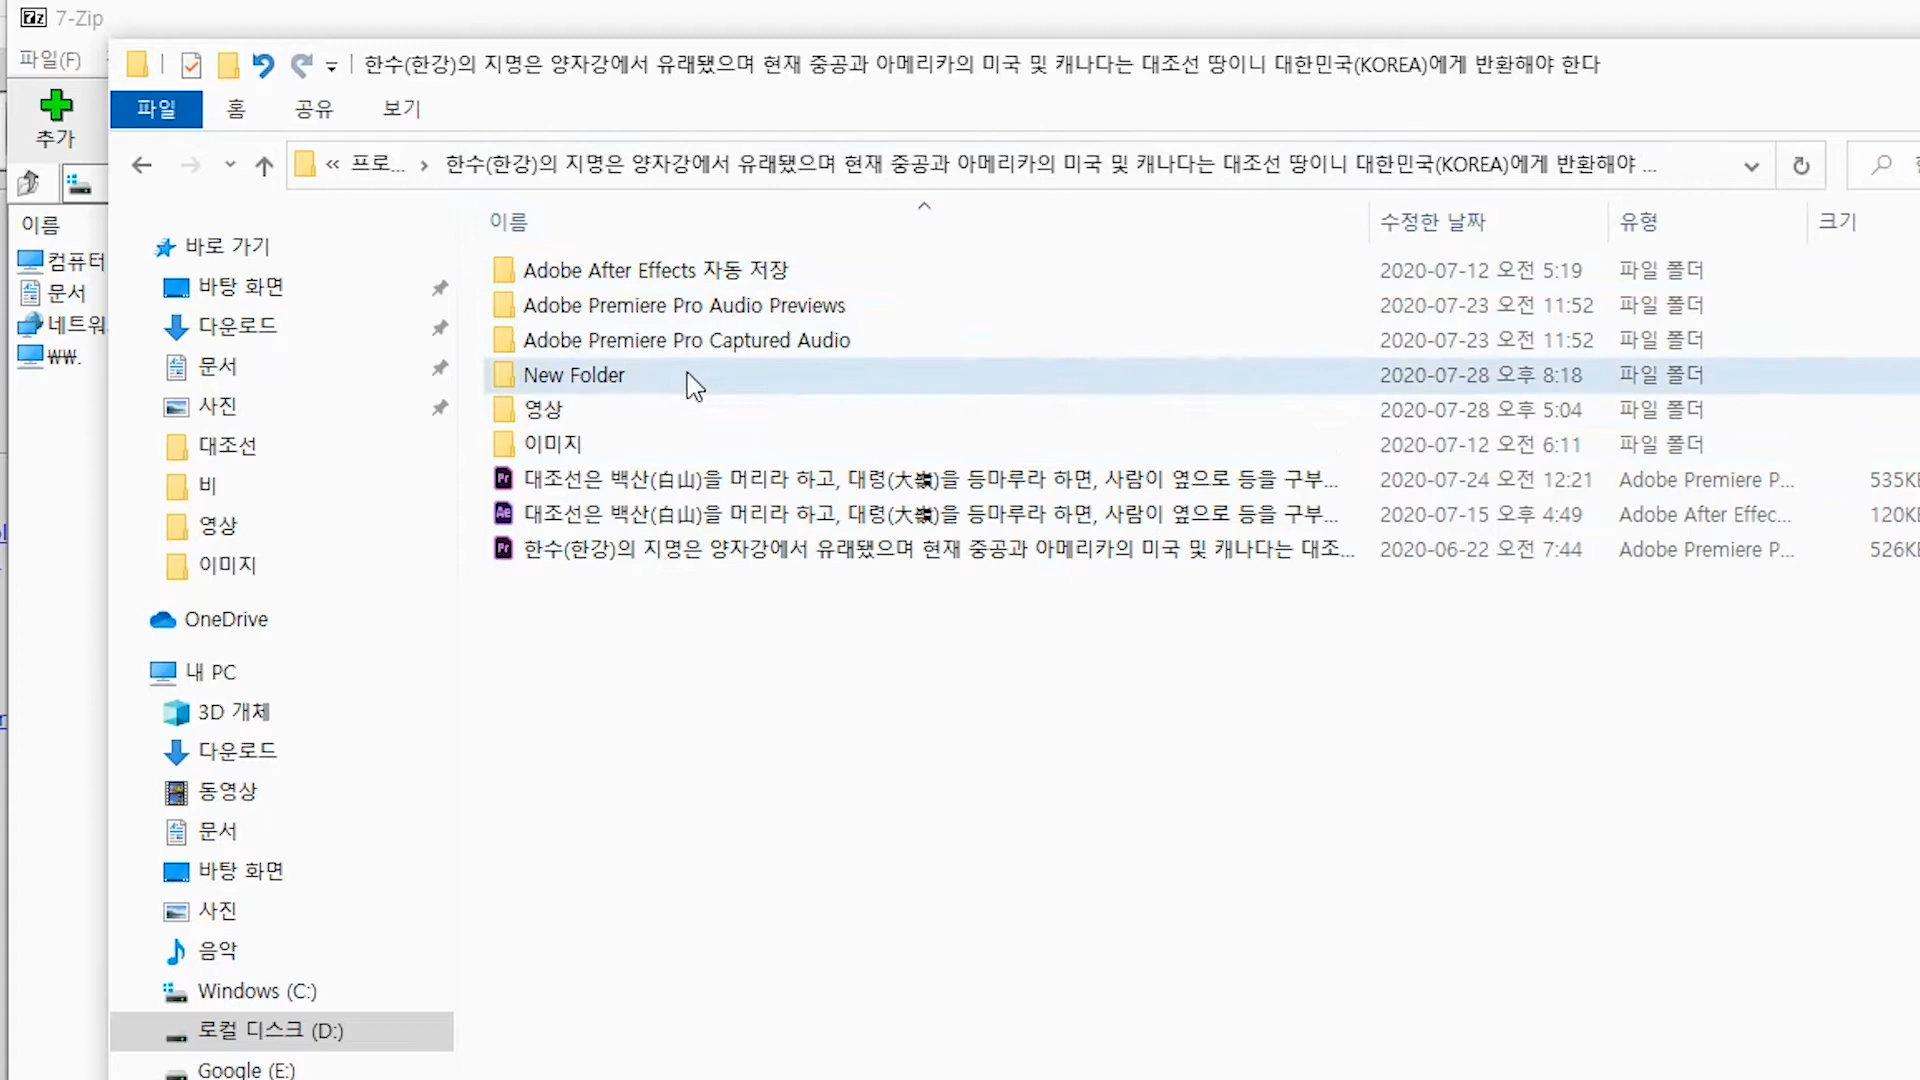 7-Zip
파일(F)
추가
이름
컴퓨터
문서
네트워
₩₩.
한수(한강)의 지명은 양자강에서 유래됐으며 현재 중공과 아메리카의 미국 및 캐나다는 대조선 땅이니 대한민국(KOREA)에게 반환해야 한다
파일 홈 공유 보기
« 프로... › 한수(한강)의 지명은 양자강에서 유래됐으며 현재 중공과 아메리카의 미국 및 캐나다는 대조선 땅이니 대한민국(KOREA)에게 반환해야 ...
바로 가기
바탕 화면
다운로드
문서
사진
대조선
비
영상
이미지
OneDrive
내 PC
3D 개체
다운로드
동영상
문서
바탕 화면
사진
음악
Windows (C:)
로컬 디스크 (D:)
Google (E:)
이름 수정한 날짜 유형 크기
Adobe After Effects 자동 저장 2020-07-12 오전 5:19 파일 폴더
Adobe Premiere Pro Audio Previews 2020-07-23 오전 11:52 파일 폴더
Adobe Premiere Pro Captured Audio 2020-07-23 오전 11:52 파일 폴더
New Folder 2020-07-28 오후 8:18 파일 폴더
영상 2020-07-28 오후 5:04 파일 폴더
이미지 2020-07-12 오전 6:11 파일 폴더
대조선은 백산(白山)을 머리라 하고, 대령(大嶺)을 등마루라 하면, 사람이 옆으로 등을 구부... 2020-07-24 오전 12:21 Adobe Premiere P... 535KB
대조선은 백산(白山)을 머리라 하고, 대령(大嶺)을 등마루라 하면, 사람이 옆으로 등을 구부... 2020-07-15 오후 4:49 Adobe After Effec... 120KB
한수(한강)의 지명은 양자강에서 유래됐으며 현재 중공과 아메리카의 미국 및 캐나다는 대조... 2020-06-22 오전 7:44 Adobe Premiere P... 526KB